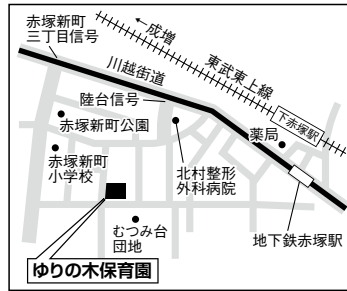 赤塚新町
三丁目信号
←成増
東武東上線
川越街道
陸台信号
下赤塚駅
赤塚新町公園
薬局
赤塚新町
小学校
北村整形
外科病院
むつみ台
団地
地下鉄赤塚駅
ゆりの木保育園